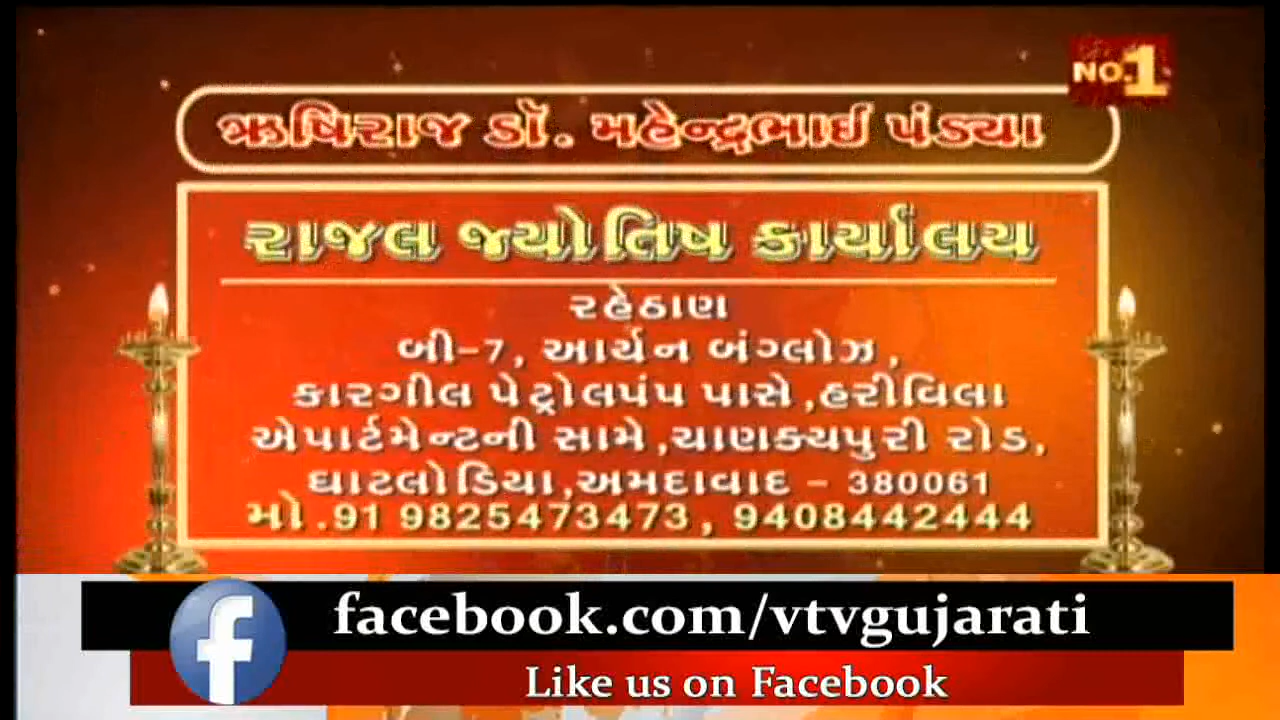 NO.1
ઋષિરાજ ડૉ. મહેન્દ્રભાઈ પંડ્યા
રાજલ જ્યોતિષ કાર્યાલય
રહેઠાણ
બી-7, આર્યન બંગ્લોઝ,
કારગીલ પેટ્રોલપંપ પાસે,હરીવિલા
એપાર્ટમેન્ટની સામે,ચાણક્યપુરી રોડ,
ઘાટલોડિયા,અમદાવાદ - 380061
મો.91 9825473473, 9408442444
facebook.com/vtvgujarati
Like us on Facebook